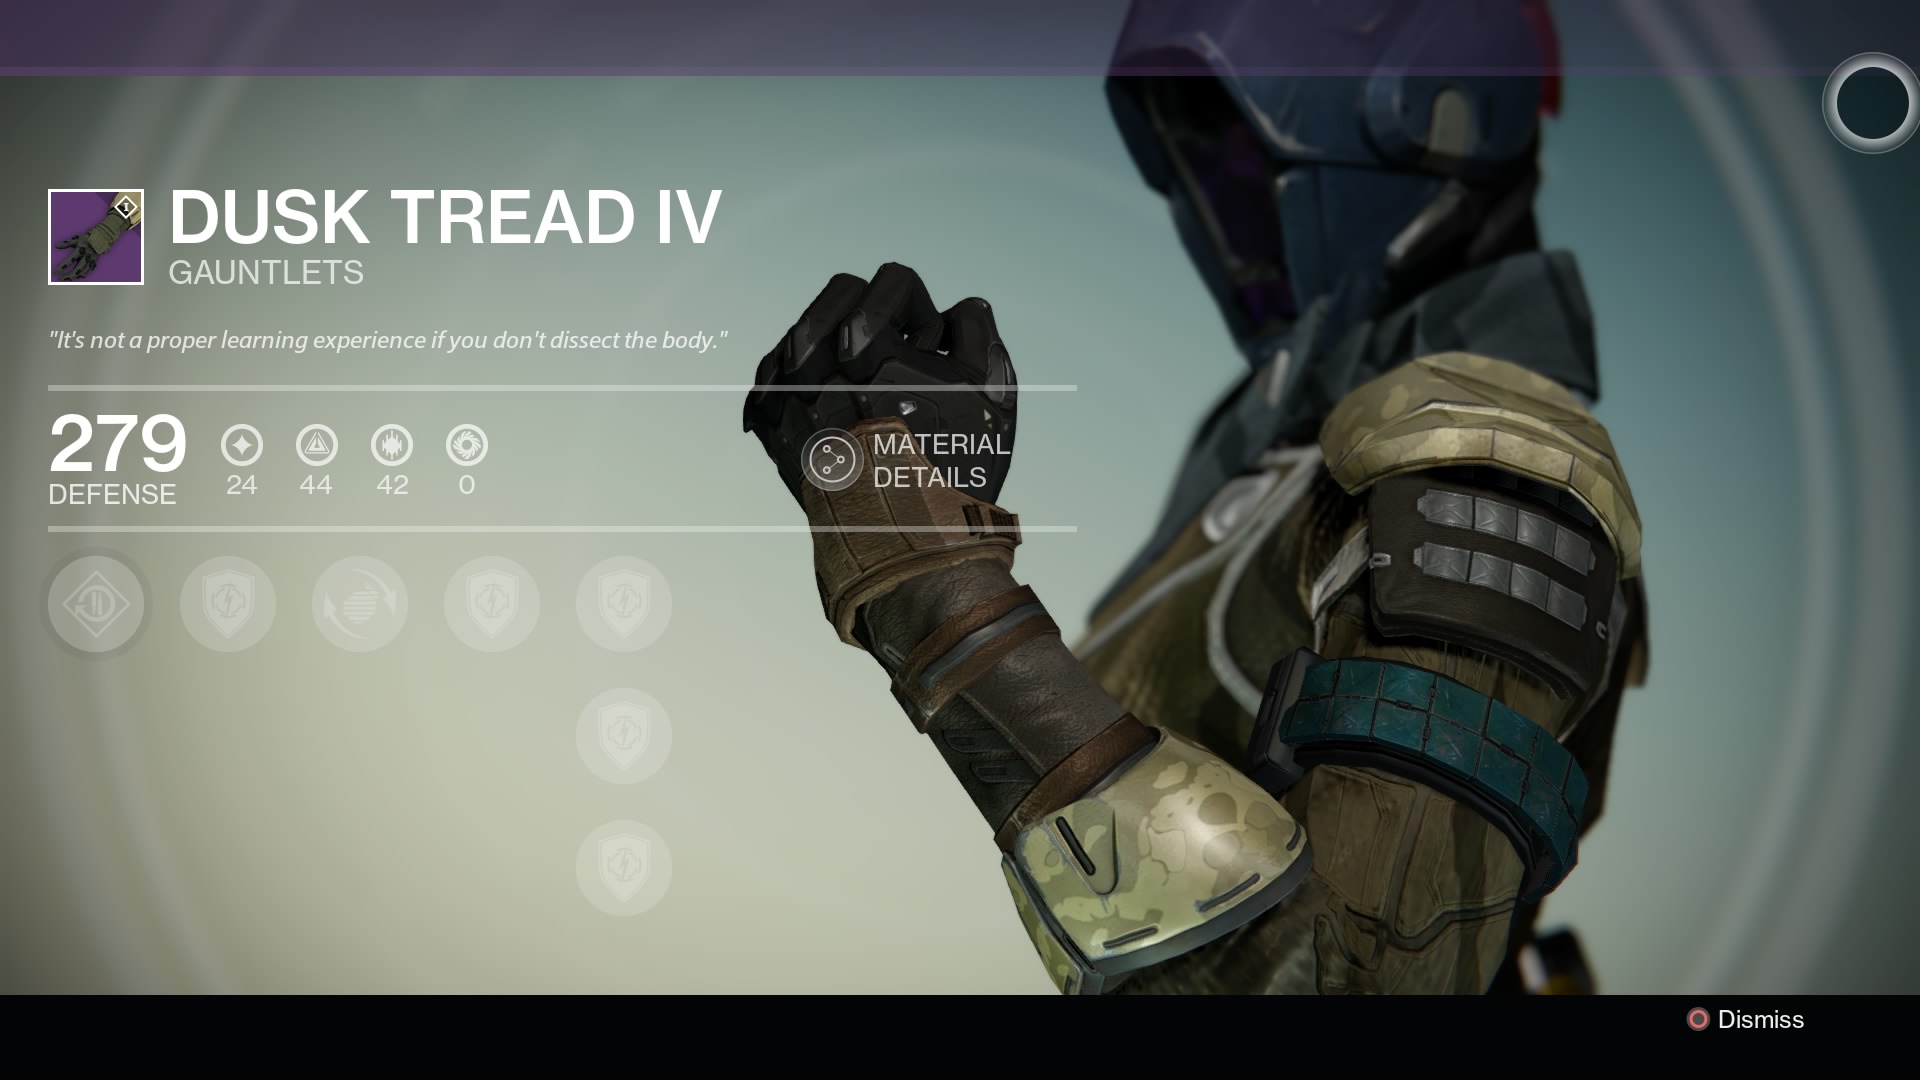 DUSK TREAD IV
GAUNTLETS
"It's not a proper learning experience if you don't dissect the body."
279
DEFENSE
24 44 42 0
MATERIAL
DETAILS
Dismiss